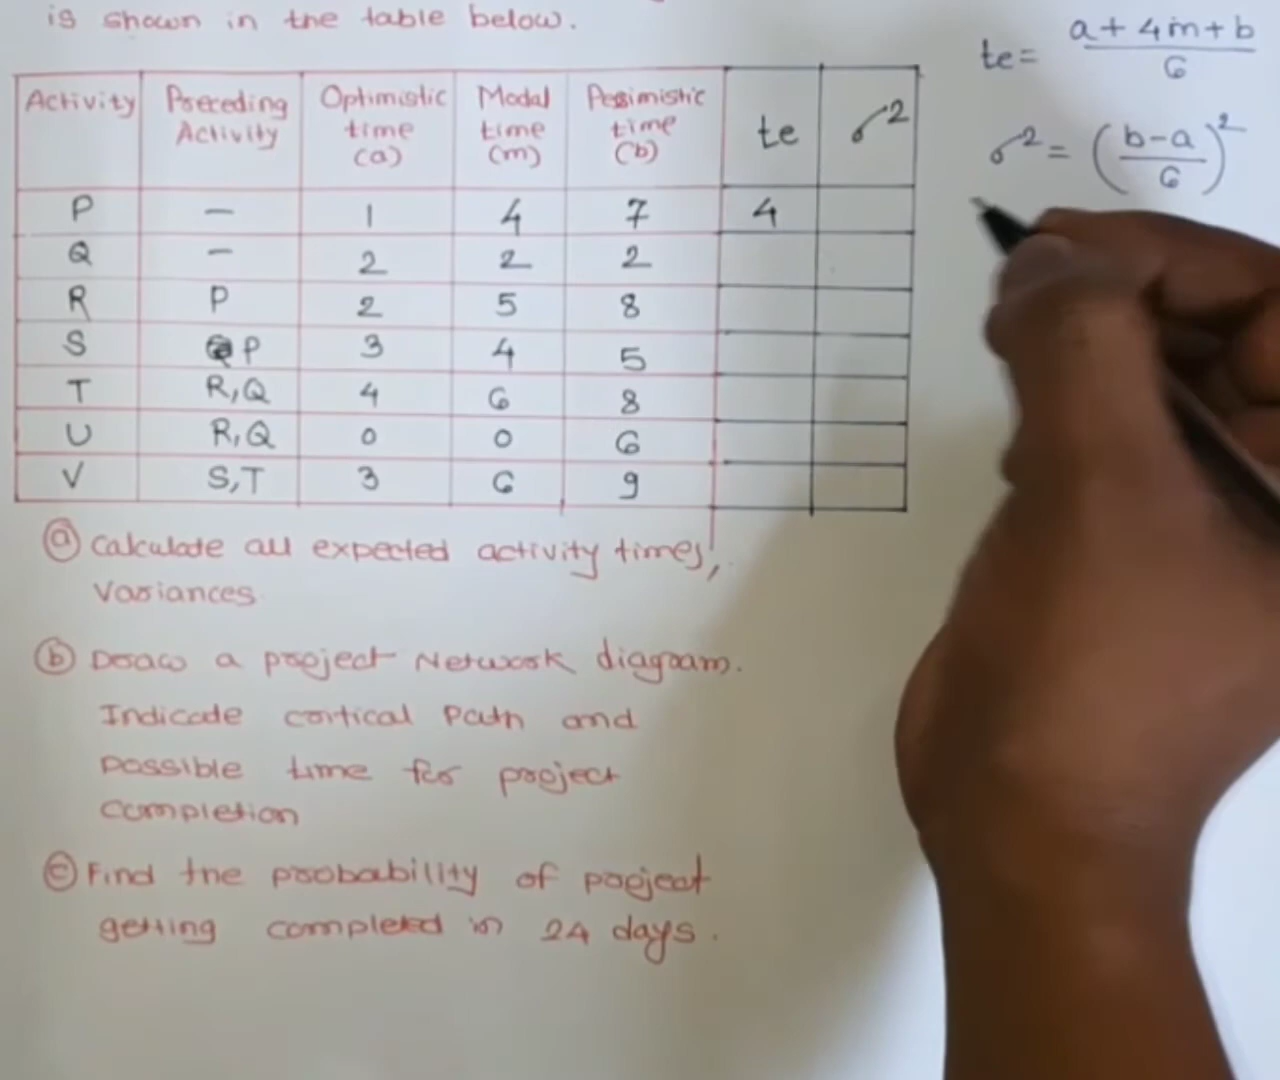 is shown in the table below.
te = a + 4m + b / 6
σ² = (b-a / 6)²
Activity Preceding Activity Optimistic time (a) Modal time (m) Pessimistic time (b) te σ²
P — 1 4 7 4
Q — 2 2 2
R P 2 5 8
S P 3 4 5
T R,Q 4 6 8
U R,Q 0 0 6
V S,T 3 6 9
(a) Calculate all expected activity times,
Variances
(b) Draw a project Network diagram.
Indicate critical Path and
possible time for project
completion
(c) Find the probability of project
getting completed in 24 days.